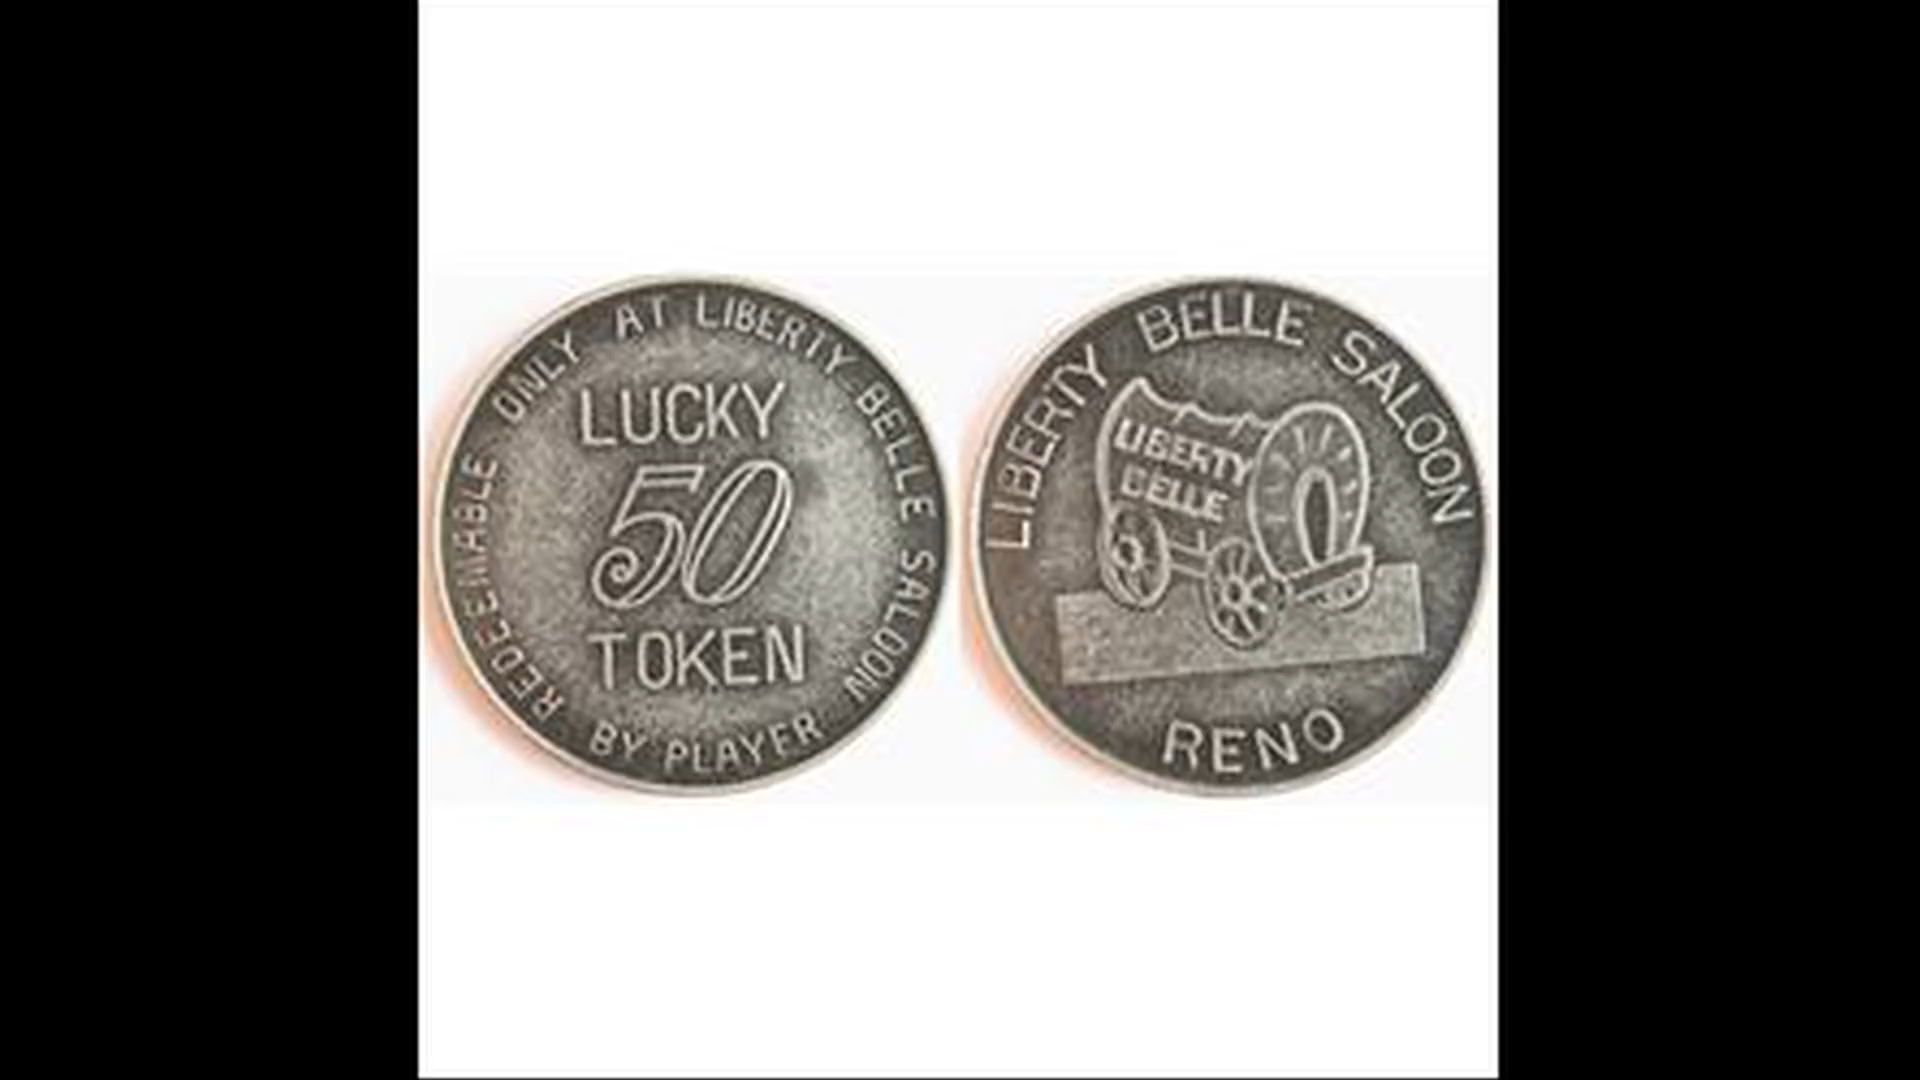 REDEEMABLE ONLY AT LIBERTY BELLE SALOON
LUCKY
50
TOKEN
BY PLAYER
LIBERTY BELLE SALOON
LIBERTY
BELLE
RENO